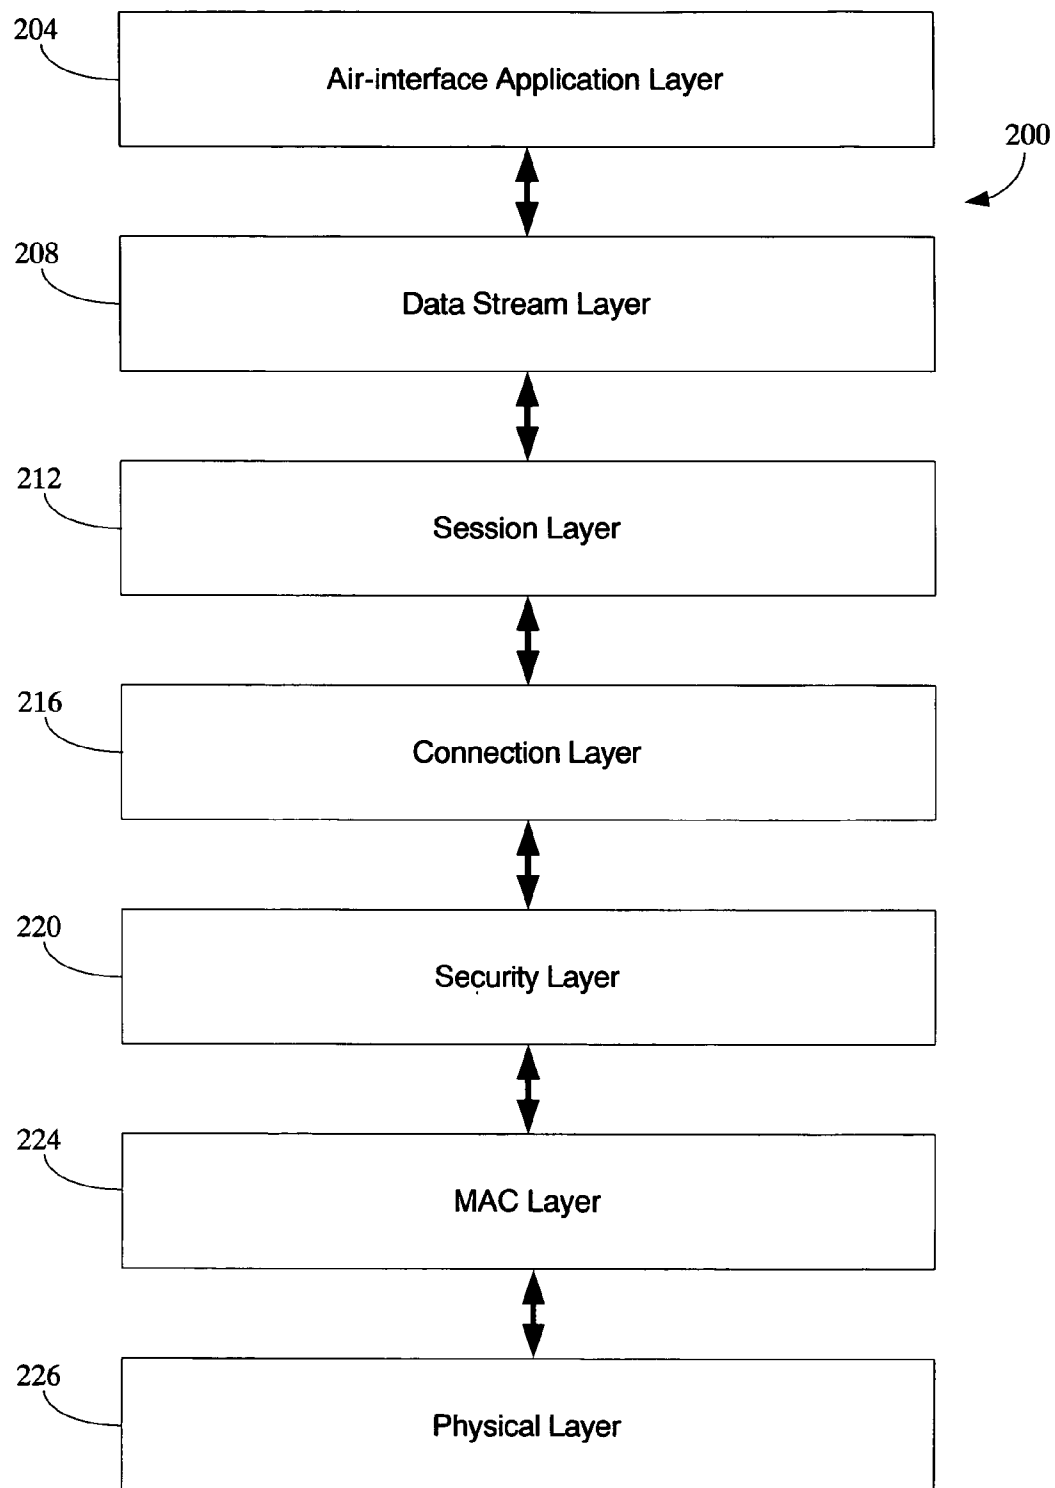 204
Air-interface Application Layer
200
208
Data Stream Layer
212
Session Layer
216
Connection Layer
220
Security Layer
224
MAC Layer
226
Physical Layer